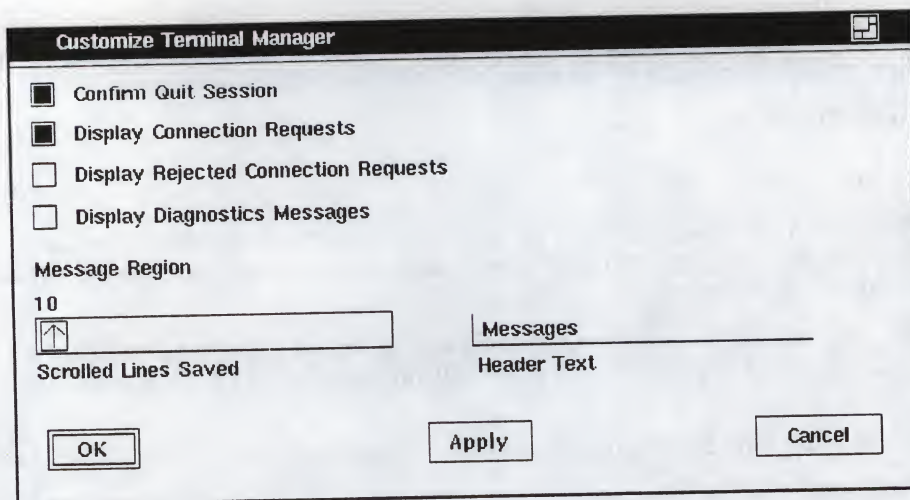 Customize Terminal Manager
Confirm Quit Session
Display Connection Requests
Display Rejected Connection Requests
Display Diagnostics Messages
Message Region
10
Scrolled Lines Saved
Messages
Header Text
OK
Apply
Cancel